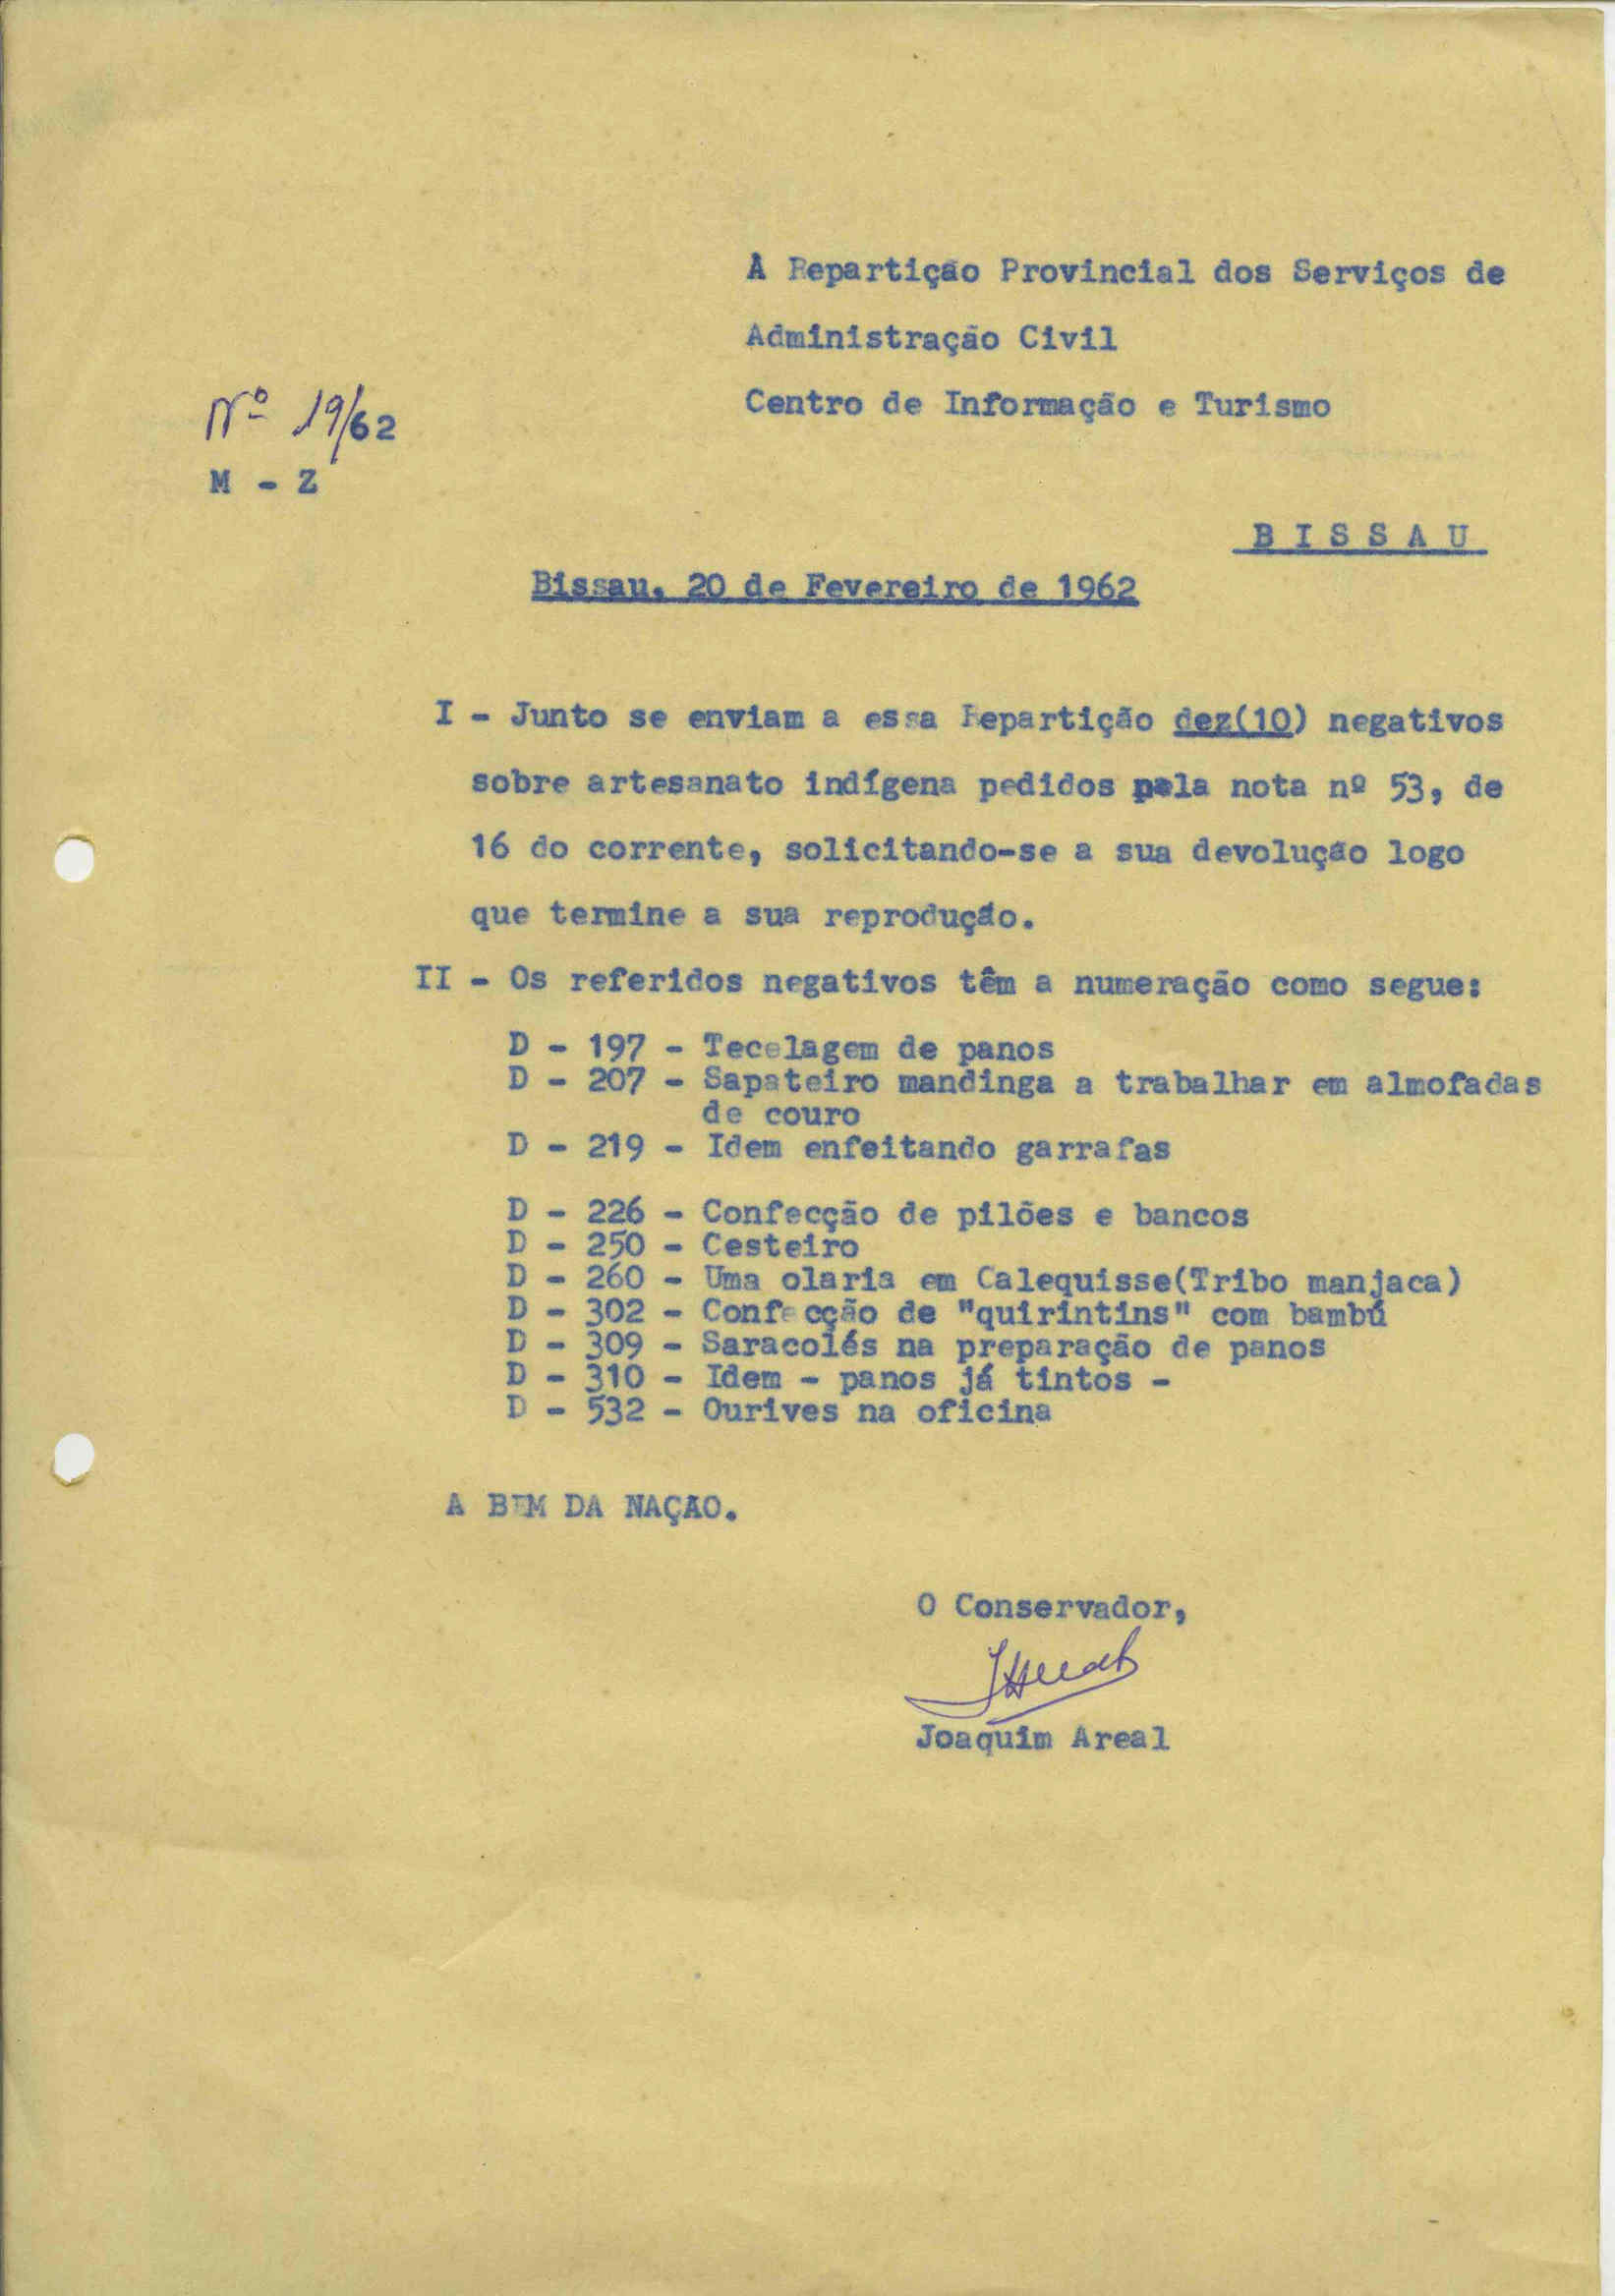 À Repartição Provincial dos Serviços de
Administração Civil
Centro de Informação e Turismo
Nº 19/62
M - Z
B I S S A U
Bissau, 20 de Fevereiro de 1962
I - Junto se enviam a essa Repartição dez(10) negativos
sobre artesanato indígena pedidos pela nota nº 53, de
16 do corrente, solicitando-se a sua devolução logo
que termine a sua reprodução.
II - Os referidos negativos têm a numeração como segue:
D - 197 - Tecelagem de panos
D - 207 - Sapateiro mandinga a trabalhar em almofadas
de couro
D - 219 - Idem enfeitando garrafas
D - 226 - Confecção de pilões e bancos
D - 250 - Cesteiro
D - 260 - Uma olaria em Calequisse(Tribo manjaca)
D - 302 - Confecção de "quirintins" com bambú
D - 309 - Saracolés na preparação de panos
D - 310 - Idem - panos já tintos -
D - 532 - Ourives na oficina
A BEM DA NAÇÃO.
O Conservador,
JAreal
Joaquim Areal